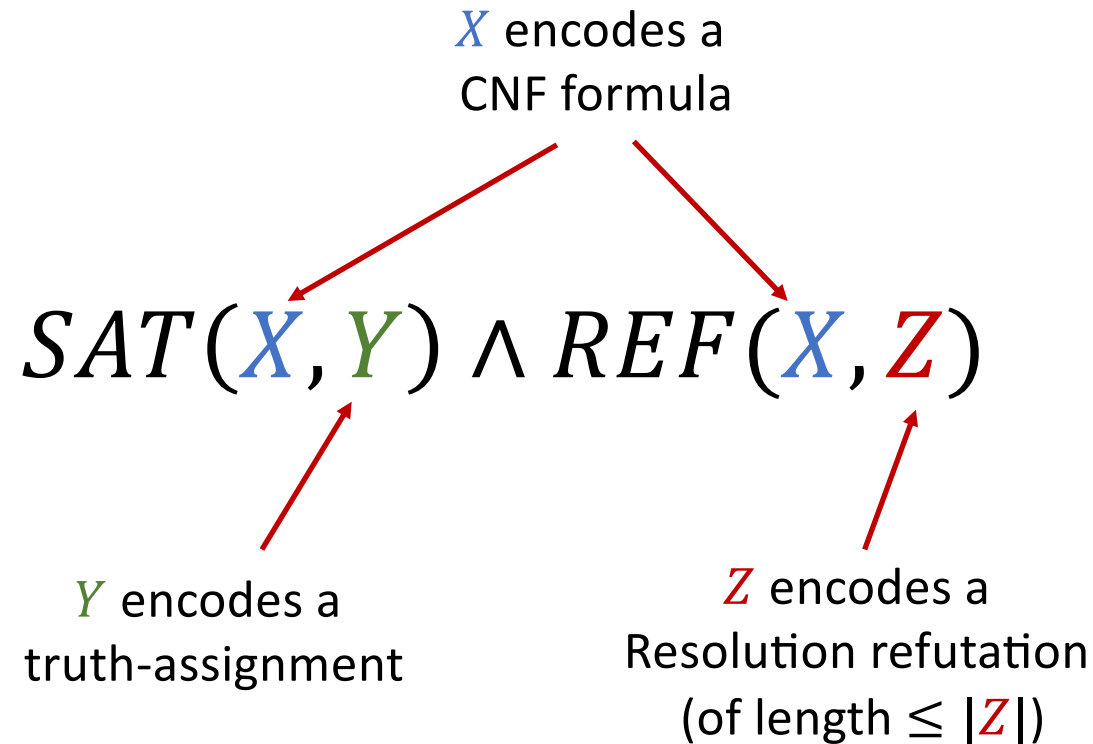 X encodes a
CNF formula
SAT(X,Y) ∧ REF(X,Z)
Y encodes a
truth-assignment
Z encodes a
Resolution refutation
(of length ≤ |Z|)